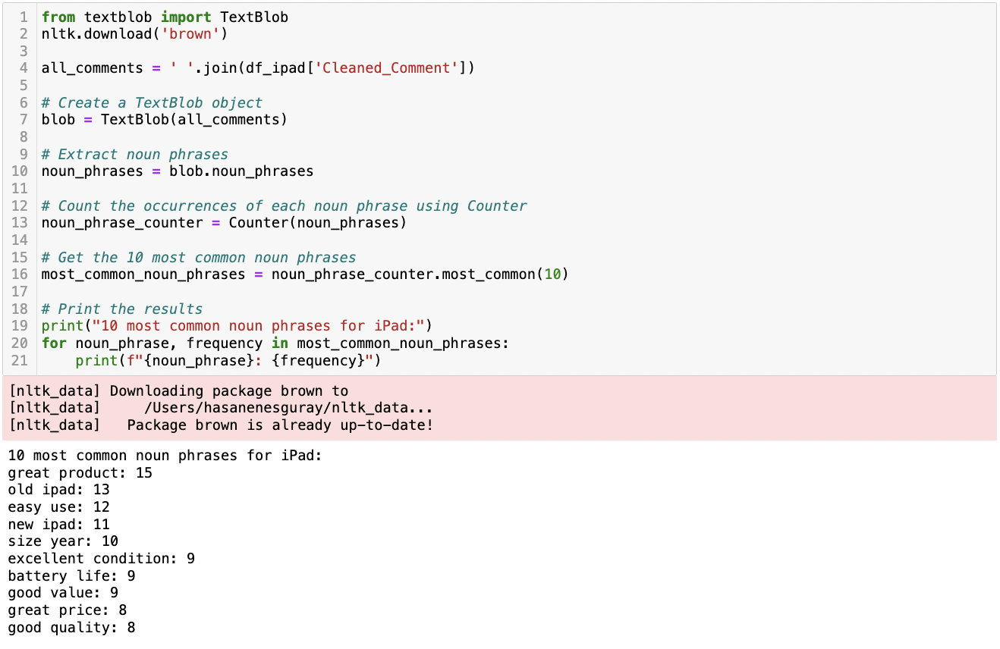 1 from textblob import TextBlob
2 nltk.download('brown')
3
4 all_comments = ' '.join(df_ipad['Cleaned_Comment'])
5
6 # Create a TextBlob object
7 blob = TextBlob(all_comments)
8
9 # Extract noun phrases
10 noun_phrases = blob.noun_phrases
11
12 # Count the occurrences of each noun phrase using Counter
13 noun_phrase_counter = Counter(noun_phrases)
14
15 # Get the 10 most common noun phrases
16 most_common_noun_phrases = noun_phrase_counter.most_common(10)
17
18 # Print the results
19 print("10 most common noun phrases for iPad:")
20 for noun_phrase, frequency in most_common_noun_phrases:
21     print(f"{noun_phrase}: {frequency}")
[nltk_data] Downloading package brown to
[nltk_data]     /Users/hasanenesguray/nltk_data...
[nltk_data]   Package brown is already up-to-date!
10 most common noun phrases for iPad:
great product: 15
old ipad: 13
easy use: 12
new ipad: 11
size year: 10
excellent condition: 9
battery life: 9
good value: 9
great price: 8
good quality: 8